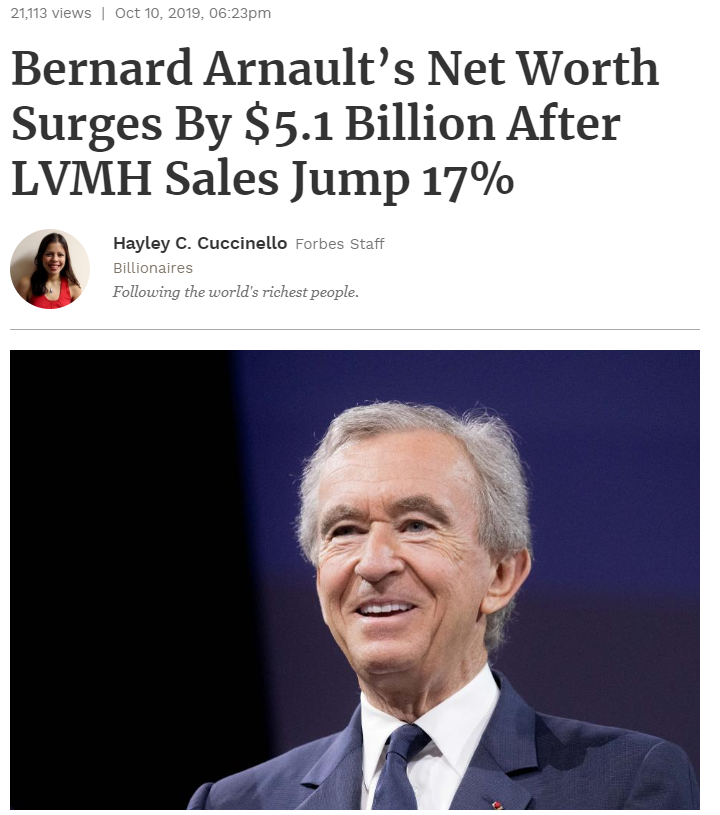 21,113 views | Oct 10, 2019, 06:23pm
Bernard Arnault’s Net Worth
Surges By $5.1 Billion After
LVMH Sales Jump 17%
Hayley C. Cuccinello Forbes Staff
Billionaires
Following the world's richest people.